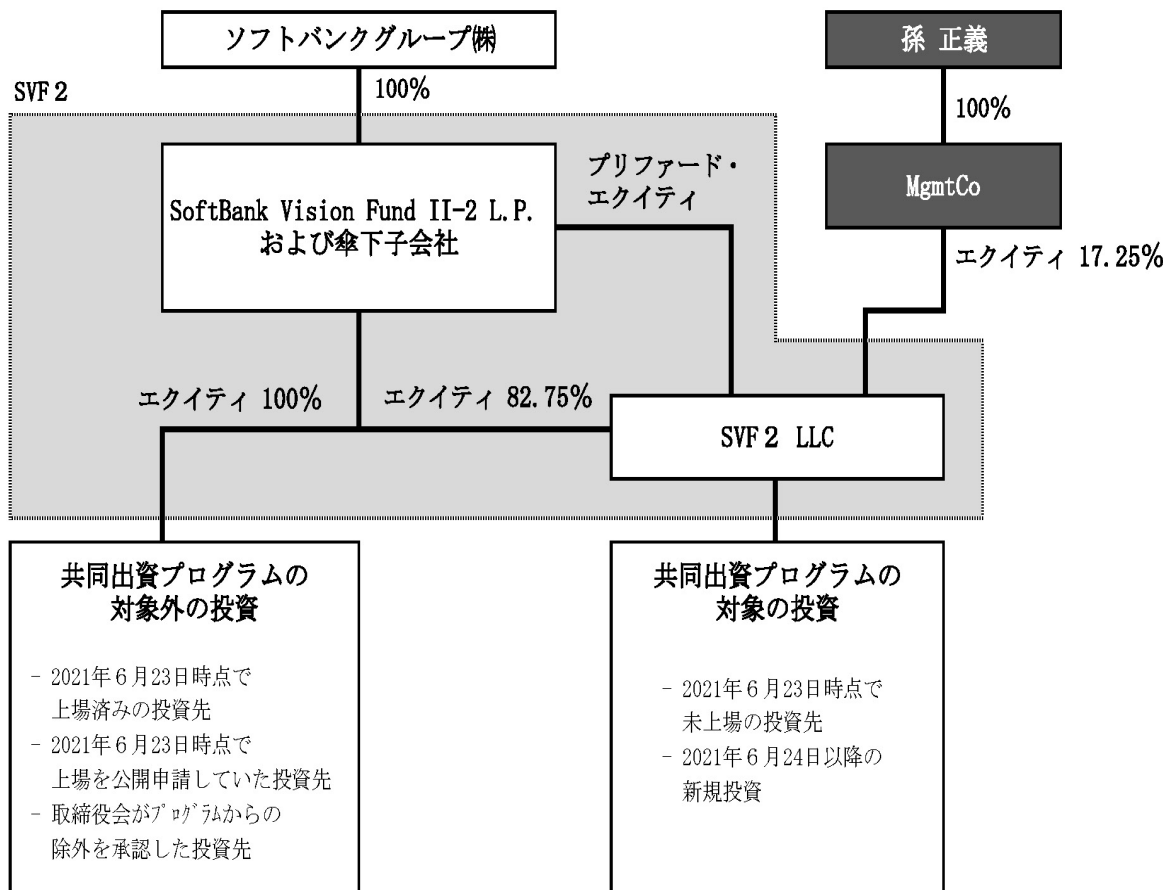 ソフトバンクグループ㈱
孫 正義
100%
100%
SVF２
SoftBank Vision Fund II-2 L.P.
および傘下子会社
プリファード・
エクイティ
MgmtCo
エクイティ 17.25%
エクイティ 100%
エクイティ 82.75%
SVF２ LLC
共同出資プログラムの
対象外の投資
- 2021年６月23日時点で
上場済みの投資先
- 2021年６月23日時点で
上場を公開申請していた投資先
- 取締役会がﾌﾟﾛｸﾞﾗﾑからの
除外を承認した投資先
共同出資プログラムの
対象の投資
- 2021年６月23日時点で
未上場の投資先
- 2021年６月24日以降の
新規投資